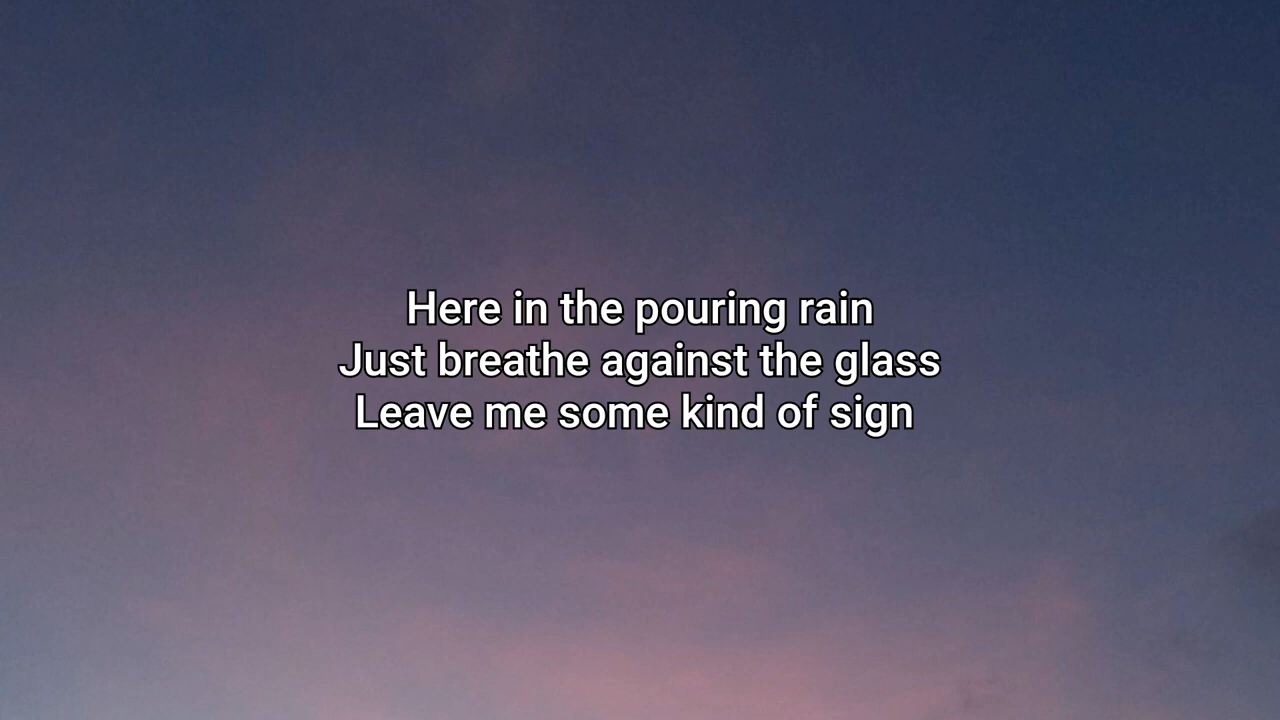 Here in the pouring rain
Just breathe against the glass
Leave me some kind of sign